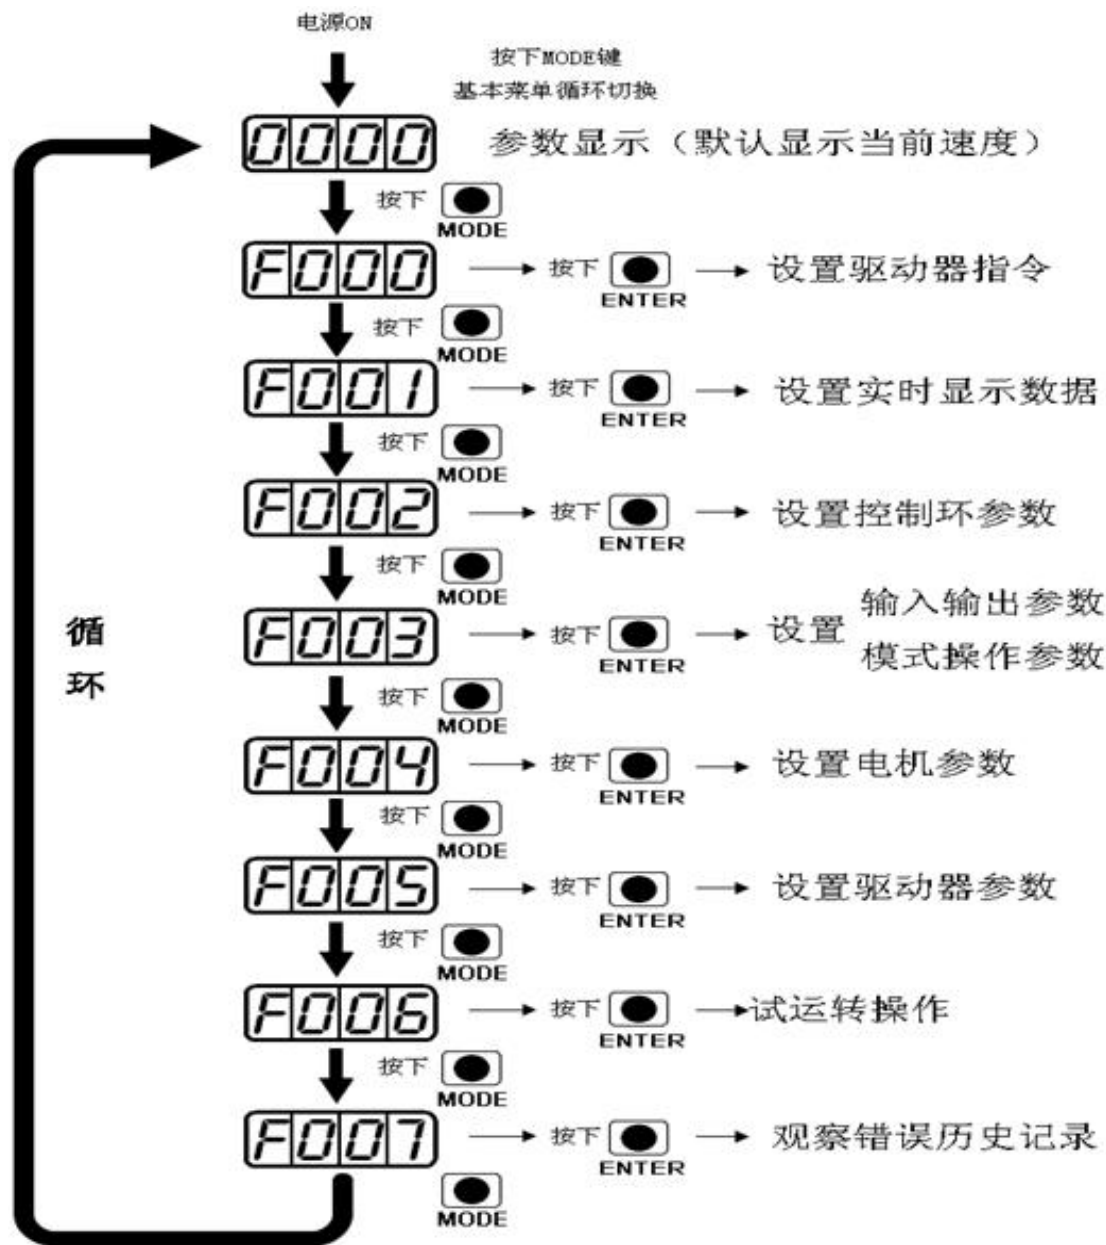 电源ON
按下MODE键
基本菜单循环切换
0000 参数显示（默认显示当前速度）
按下 MODE
F000 按下 ENTER 设置驱动器指令
按下 MODE
F001 按下 ENTER 设置实时显示数据
按下 MODE
F002 按下 ENTER 设置控制环参数
按下 MODE
F003 按下 ENTER 设置 输入输出参数
模式操作参数
循
环
按下 MODE
F004 按下 ENTER 设置电机参数
按下 MODE
F005 按下 ENTER 设置驱动器参数
按下 MODE
F006 按下 ENTER 试运转操作
按下 MODE
F007 按下 ENTER 观察错误历史记录
MODE